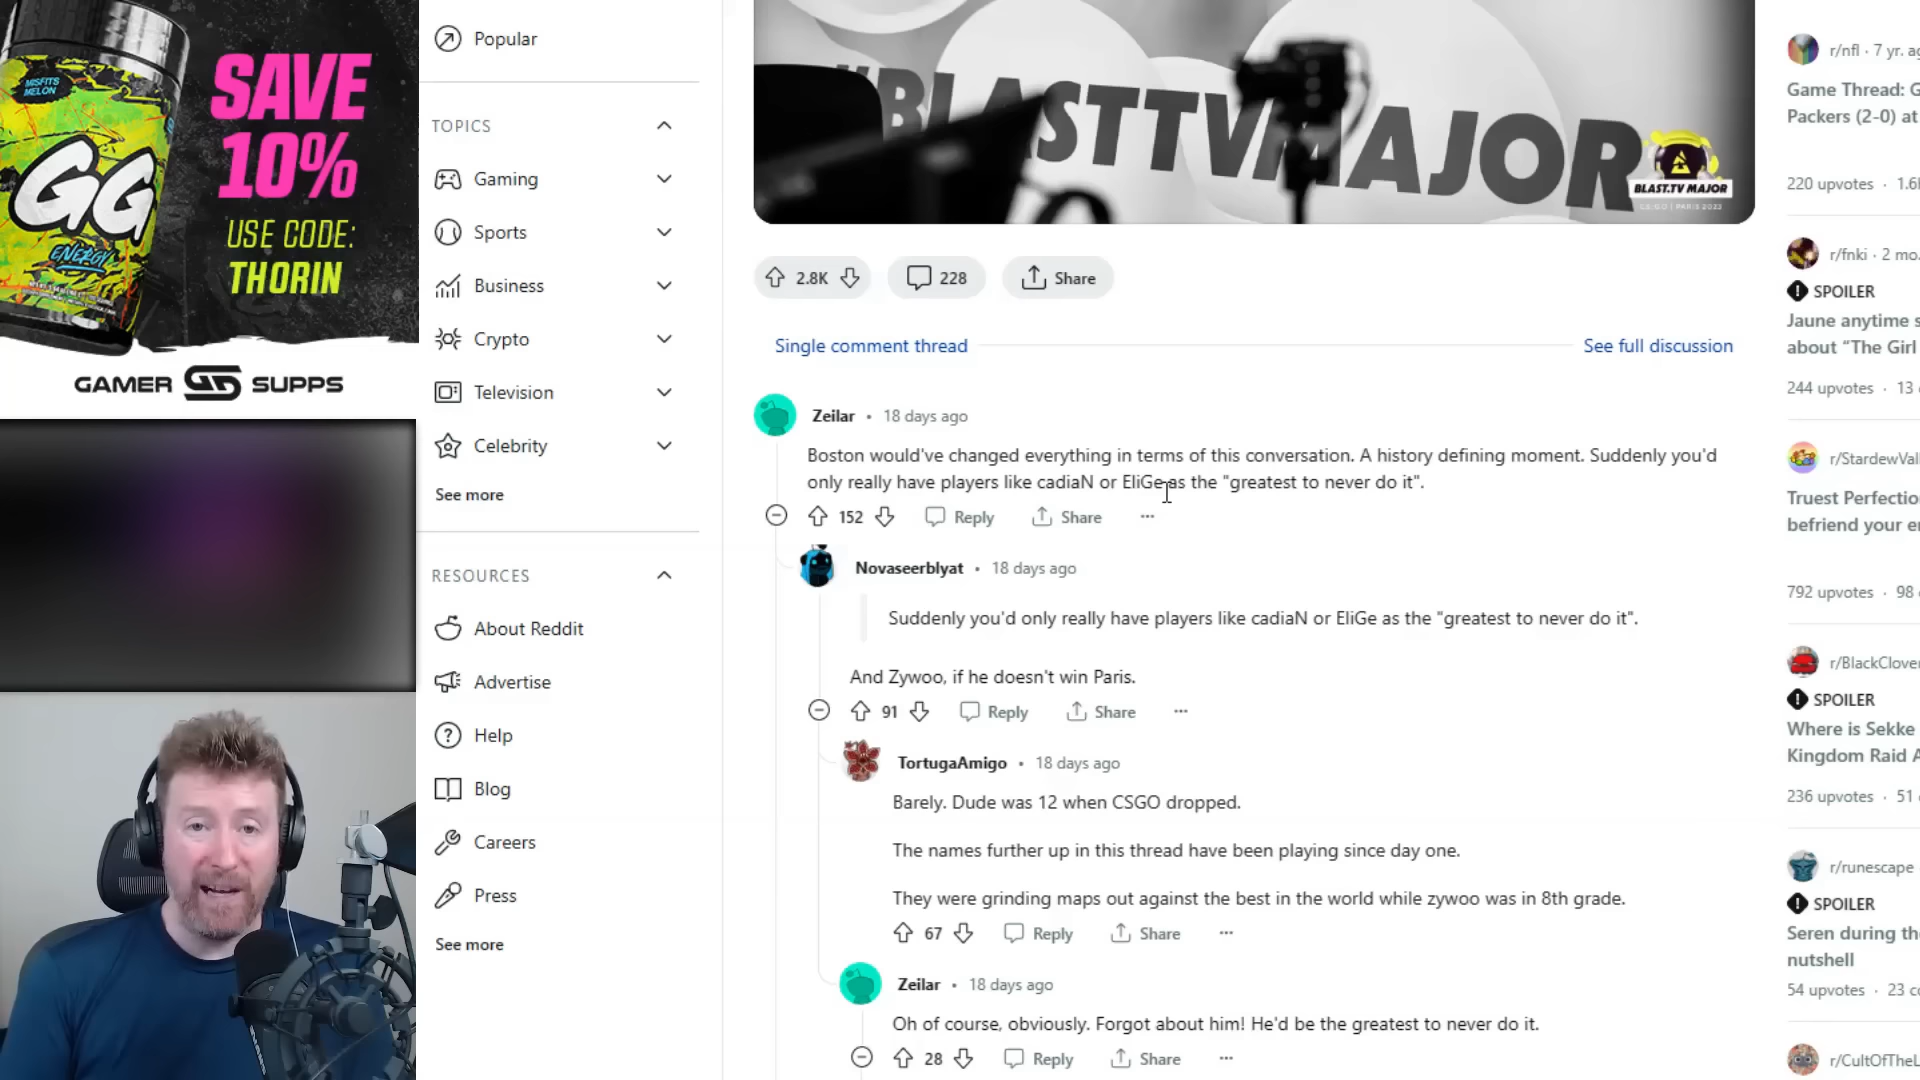 MISFITS
MELON
GG
ENERGY
SAVE
10%
USE CODE:
THORIN
GAMER GS SUPPS
Popular
TOPICS
Gaming
Sports
Business
Crypto
Television
Celebrity
See more
RESOURCES
About Reddit
Advertise
Help
Blog
Careers
Press
See more
#BLASTTVMAJOR
BLAST.TV MAJOR
CS:GO | PARIS 2023
2.8K
228
Share
Single comment thread
See full discussion
Zeilar • 18 days ago
Boston would've changed everything in terms of this conversation. A history defining moment. Suddenly you'd
only really have players like cadiaN or EliGe as the "greatest to never do it".
152 Reply Share ...
Novaseerblyat • 18 days ago
Suddenly you'd only really have players like cadiaN or EliGe as the "greatest to never do it".
And Zywoo, if he doesn't win Paris.
91 Reply Share ...
TortugaAmigo • 18 days ago
Barely. Dude was 12 when CSGO dropped.
The names further up in this thread have been playing since day one.
They were grinding maps out against the best in the world while zywoo was in 8th grade.
67 Reply Share ...
Zeilar • 18 days ago
Oh of course, obviously. Forgot about him! He'd be the greatest to never do it.
28 Reply Share ...
r/nfl · 7 yr. ag
Game Thread: G
Packers (2-0) at
220 upvotes · 1.6
r/fnki · 2 mo.
SPOILER
Jaune anytime s
about “The Girl
244 upvotes · 13
r/StardewVal
Truest Perfectio
befriend your e
792 upvotes · 98
r/BlackClover
SPOILER
Where is Sekke
Kingdom Raid A
236 upvotes · 51
r/runescape
SPOILER
Seren during the
nutshell
54 upvotes · 23 c
r/CultOfTheL